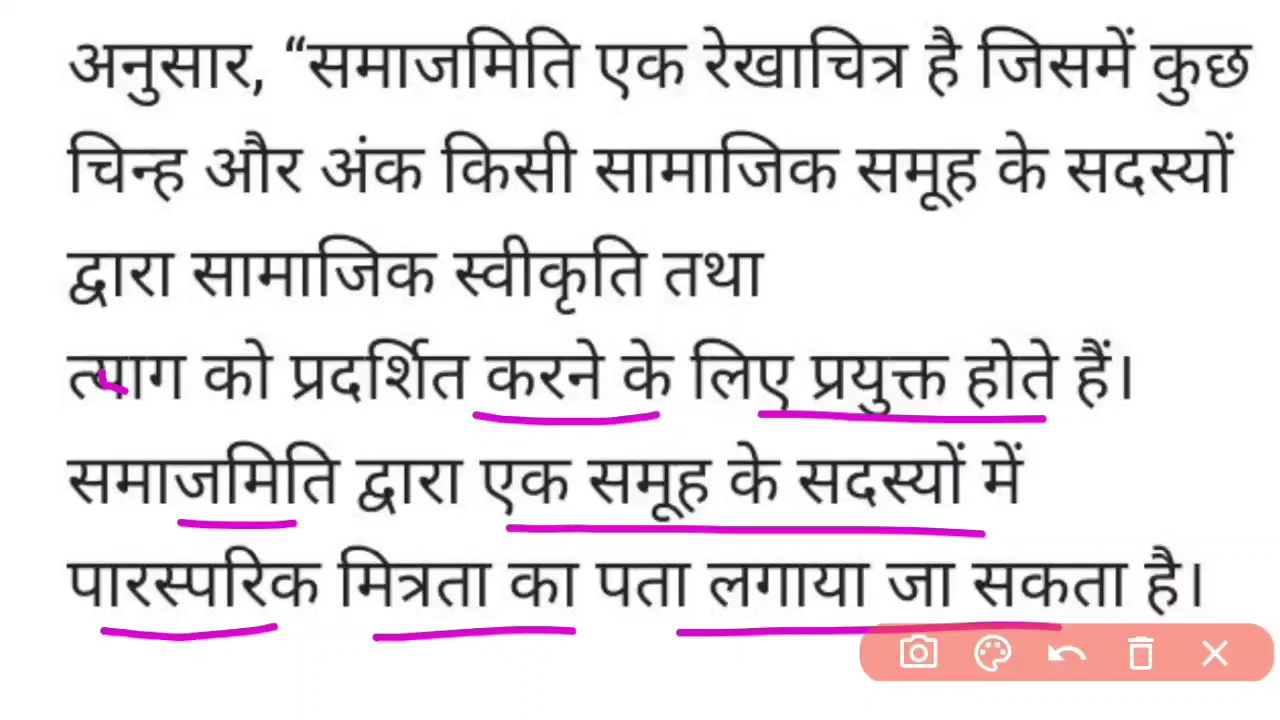 अनुसार, “समाजमिति एक रेखाचित्र है जिसमें कुछ
चिन्ह और अंक किसी सामाजिक समूह के सदस्यों
द्वारा सामाजिक स्वीकृति तथा
त्याग को प्रदर्शित करने के लिए प्रयुक्त होते हैं।
समाजमिति द्वारा एक समूह के सदस्यों में
पारस्परिक मित्रता का पता लगाया जा सकता है।